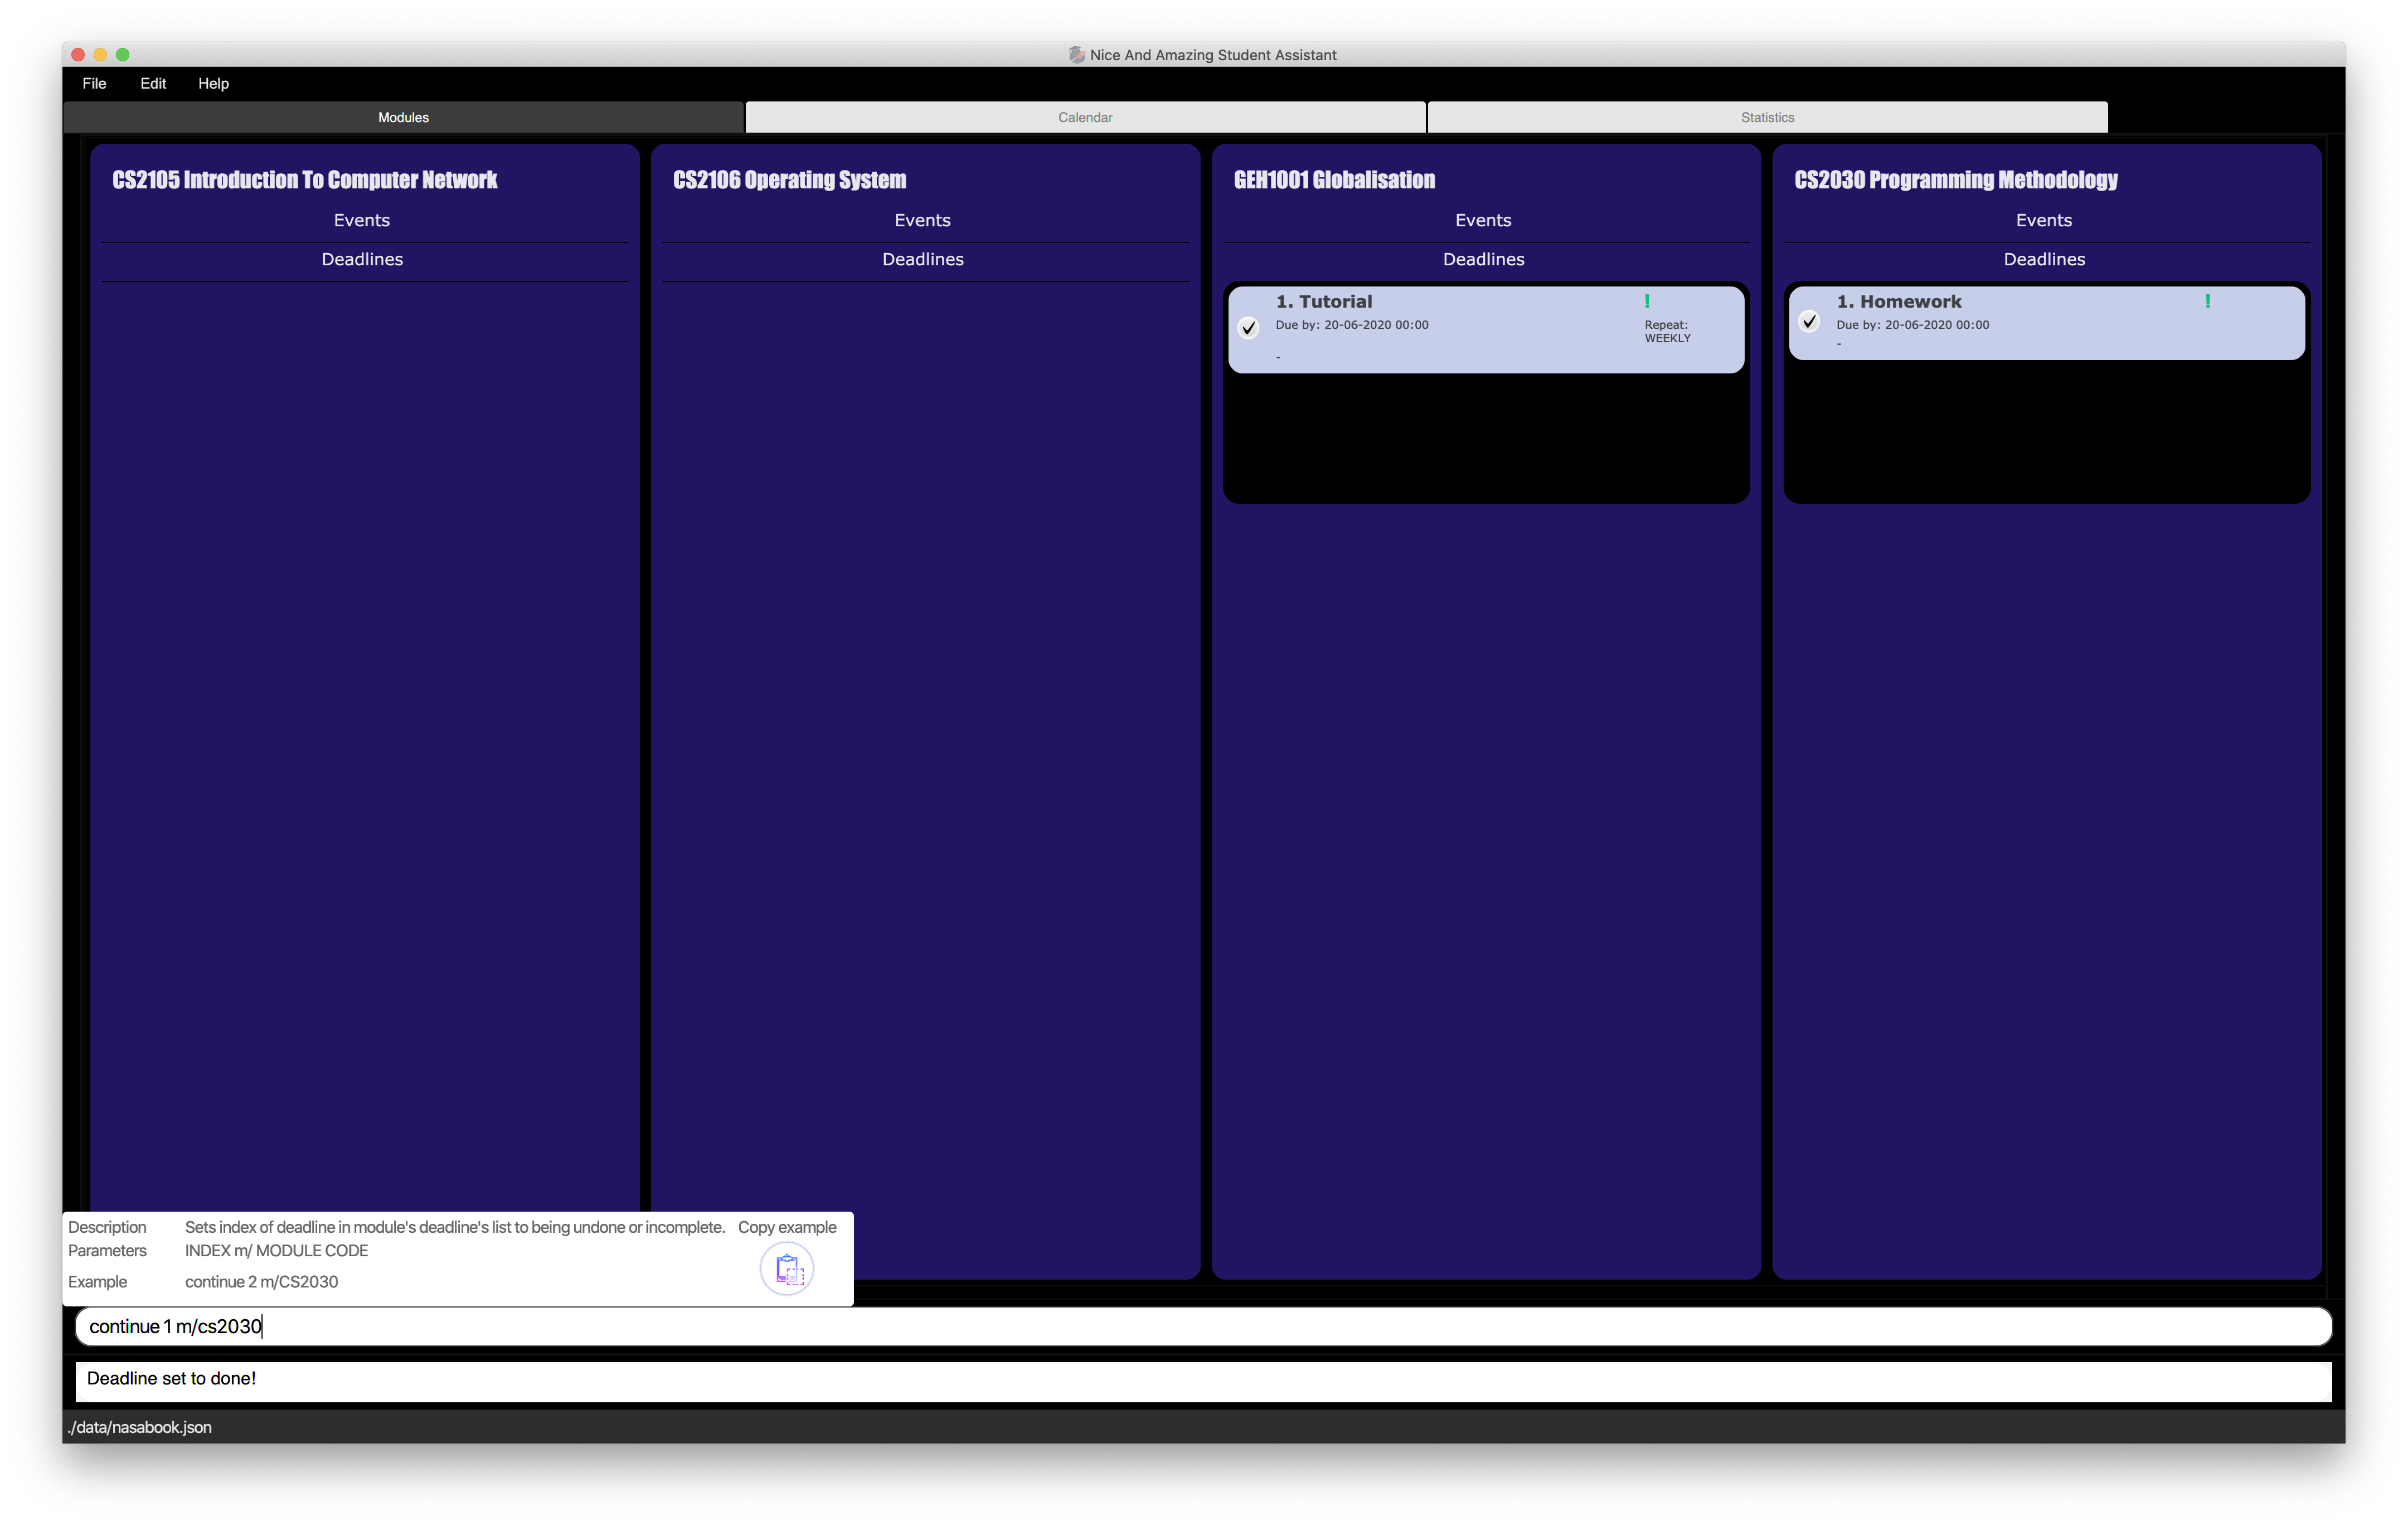 Nice And Amazing Student Assistant
File Edit Help
Modules Calendar Statistics
CS2105 Introduction To Computer Network
Events
Deadlines
CS2106 Operating System
Events
Deadlines
GEH1001 Globalisation
Events
Deadlines
1. Tutorial !
Due by: 20-06-2020 00:00
Repeat:
WEEKLY
-
CS2030 Programming Methodology
Events
Deadlines
1. Homework !
Due by: 20-06-2020 00:00
-
Description Sets index of deadline in module's deadline's list to being undone or incomplete. Copy example
Parameters INDEX m/ MODULE CODE
Example continue 2 m/CS2030
continue 1 m/cs2030
Deadline set to done!
./data/nasabook.json